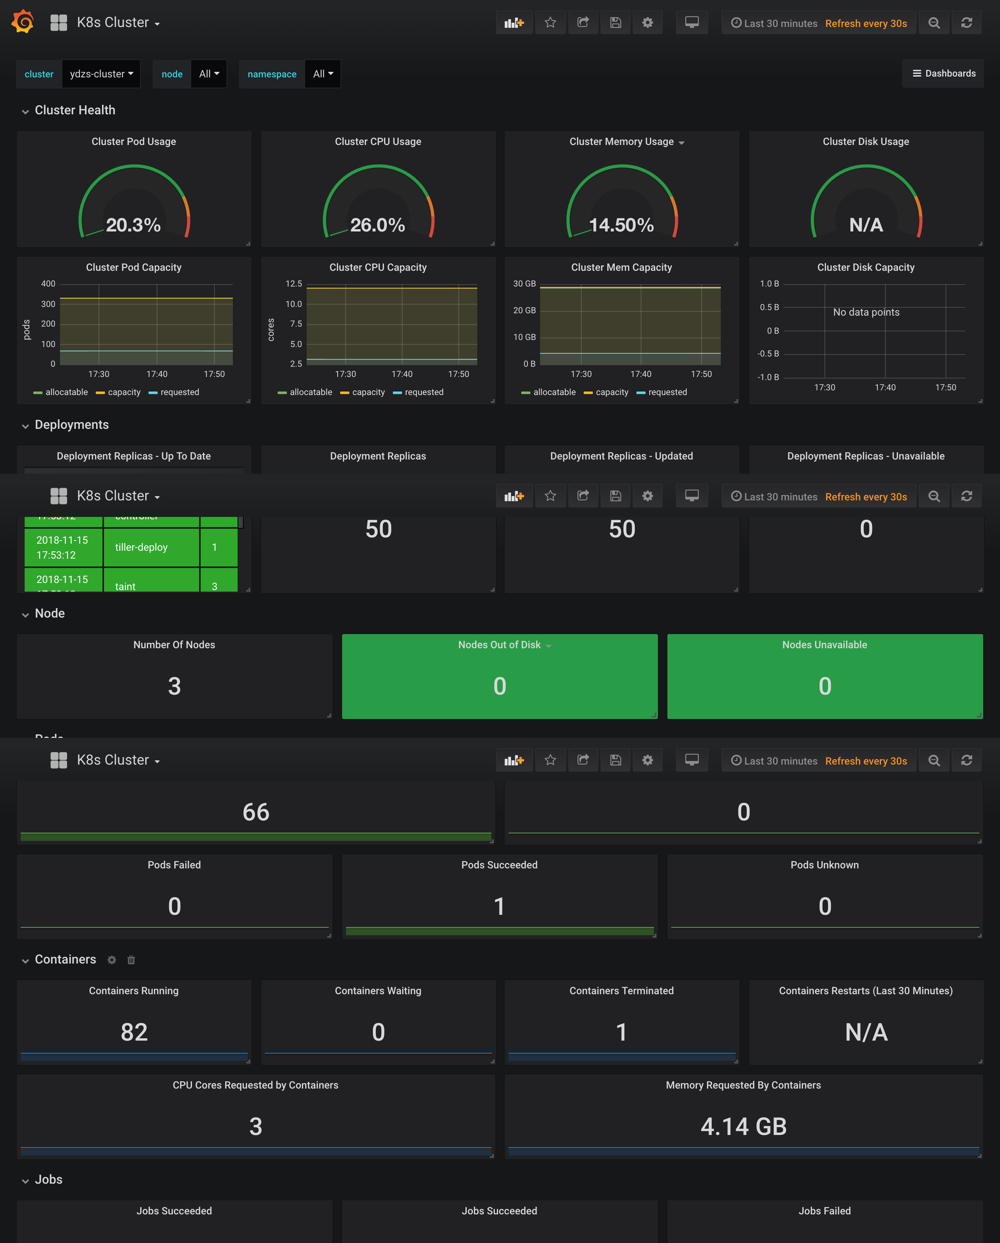 K8s Cluster
Last 30 minutes Refresh every 30s
cluster ydzs-cluster node All namespace All
Dashboards
Cluster Health
Cluster Pod Usage
20.3%
Cluster CPU Usage
26.0%
Cluster Memory Usage
14.50%
Cluster Disk Usage
N/A
Cluster Pod Capacity
pods
400
300
200
100
0
17:30 17:40 17:50
allocatable capacity requested
Cluster CPU Capacity
cores
12.5
10.0
7.5
5.0
2.5
17:30 17:40 17:50
allocatable capacity requested
Cluster Mem Capacity
30 GB
20 GB
10 GB
0 B
17:30 17:40 17:50
allocatable capacity requested
Cluster Disk Capacity
1.0 B
0.5 B
0 B
-0.5 B
-1.0 B
No data points
17:30 17:40 17:50
Deployments
Deployment Replicas - Up To Date
Deployment Replicas
Deployment Replicas - Updated
Deployment Replicas - Unavailable
K8s Cluster
Last 30 minutes Refresh every 30s
17:53:12 controller
2018-11-15
17:53:12
tiller-deploy
1
2018-11-15
taint
3
50
50
0
Node
Number Of Nodes
3
Nodes Out of Disk
0
Nodes Unavailable
0
Pods
K8s Cluster
Last 30 minutes Refresh every 30s
66
0
Pods Failed
0
Pods Succeeded
1
Pods Unknown
0
Containers
Containers Running
82
Containers Waiting
0
Containers Terminated
1
Containers Restarts (Last 30 Minutes)
N/A
CPU Cores Requested by Containers
3
Memory Requested By Containers
4.14 GB
Jobs
Jobs Succeeded
Jobs Succeeded
Jobs Failed